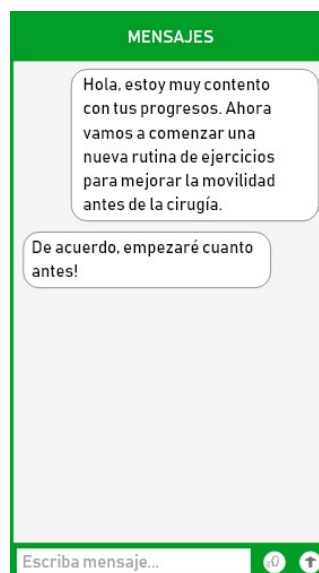 MENSAJES
Hola, estoy muy contento
con tus progresos. Ahora
vamos a comenzar una
nueva rutina de ejercicios
para mejorar la movilidad
antes de la cirugía.
De acuerdo, empezaré cuanto
antes!
Escriba mensaje...